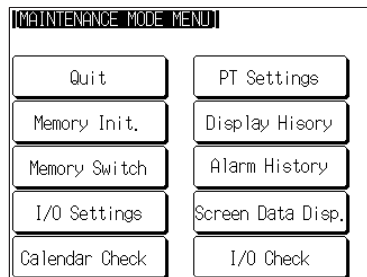 [MAINTENANCE MODE MENU]
Quit
PT Settings
Memory Init.
Display Hisory
Memory Switch
Alarm History
I/O Settings
Screen Data Disp.
Calendar Check
I/O Check